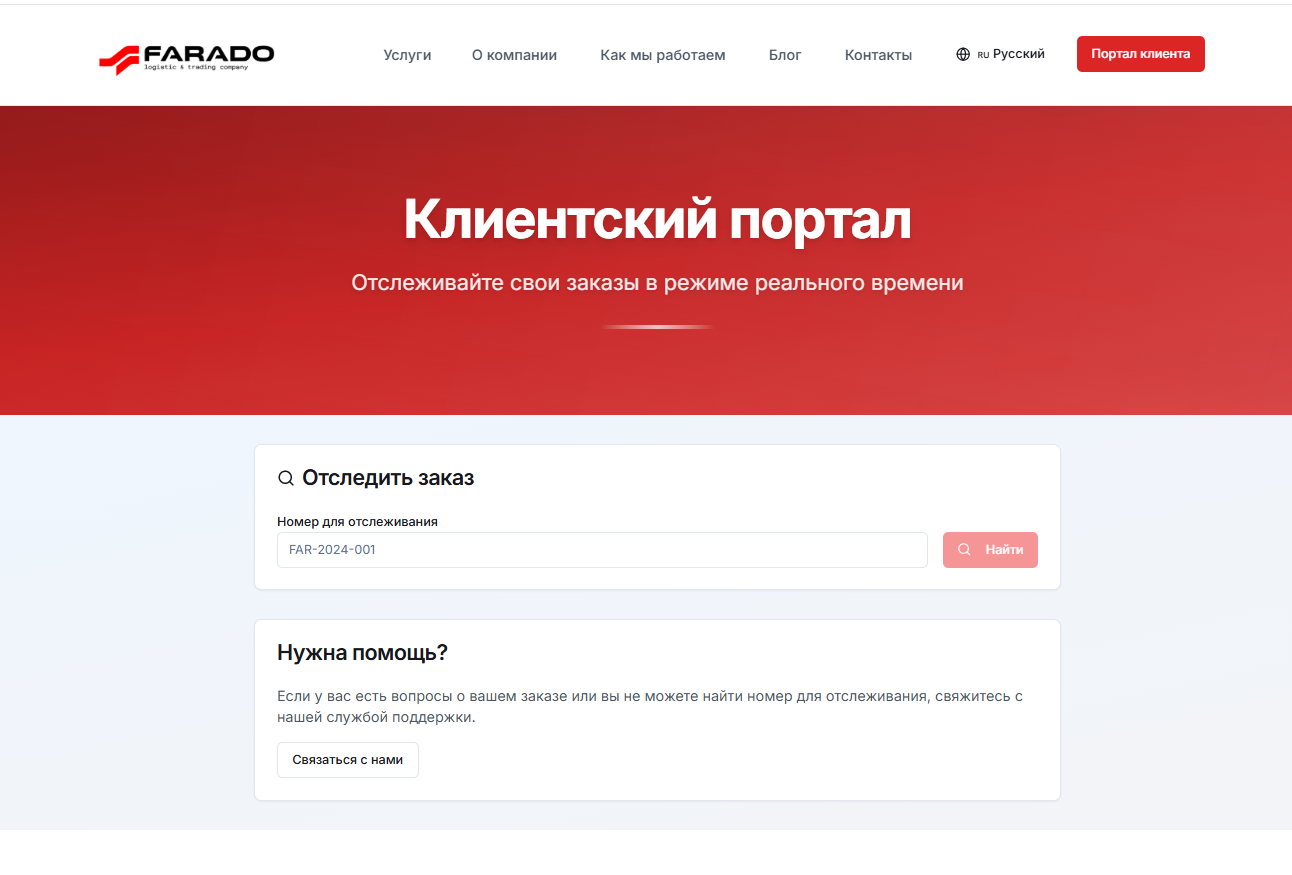 FARADO
logistic & trading company
Услуги
О компании
Как мы работаем
Блог
Контакты
RU Русский
Портал клиента
Клиентский портал
Отслеживайте свои заказы в режиме реального времени
Отследить заказ
Номер для отслеживания
FAR-2024-001
Найти
Нужна помощь?
Если у вас есть вопросы о вашем заказе или вы не можете найти номер для отслеживания, свяжитесь с
нашей службой поддержки.
Связаться с нами